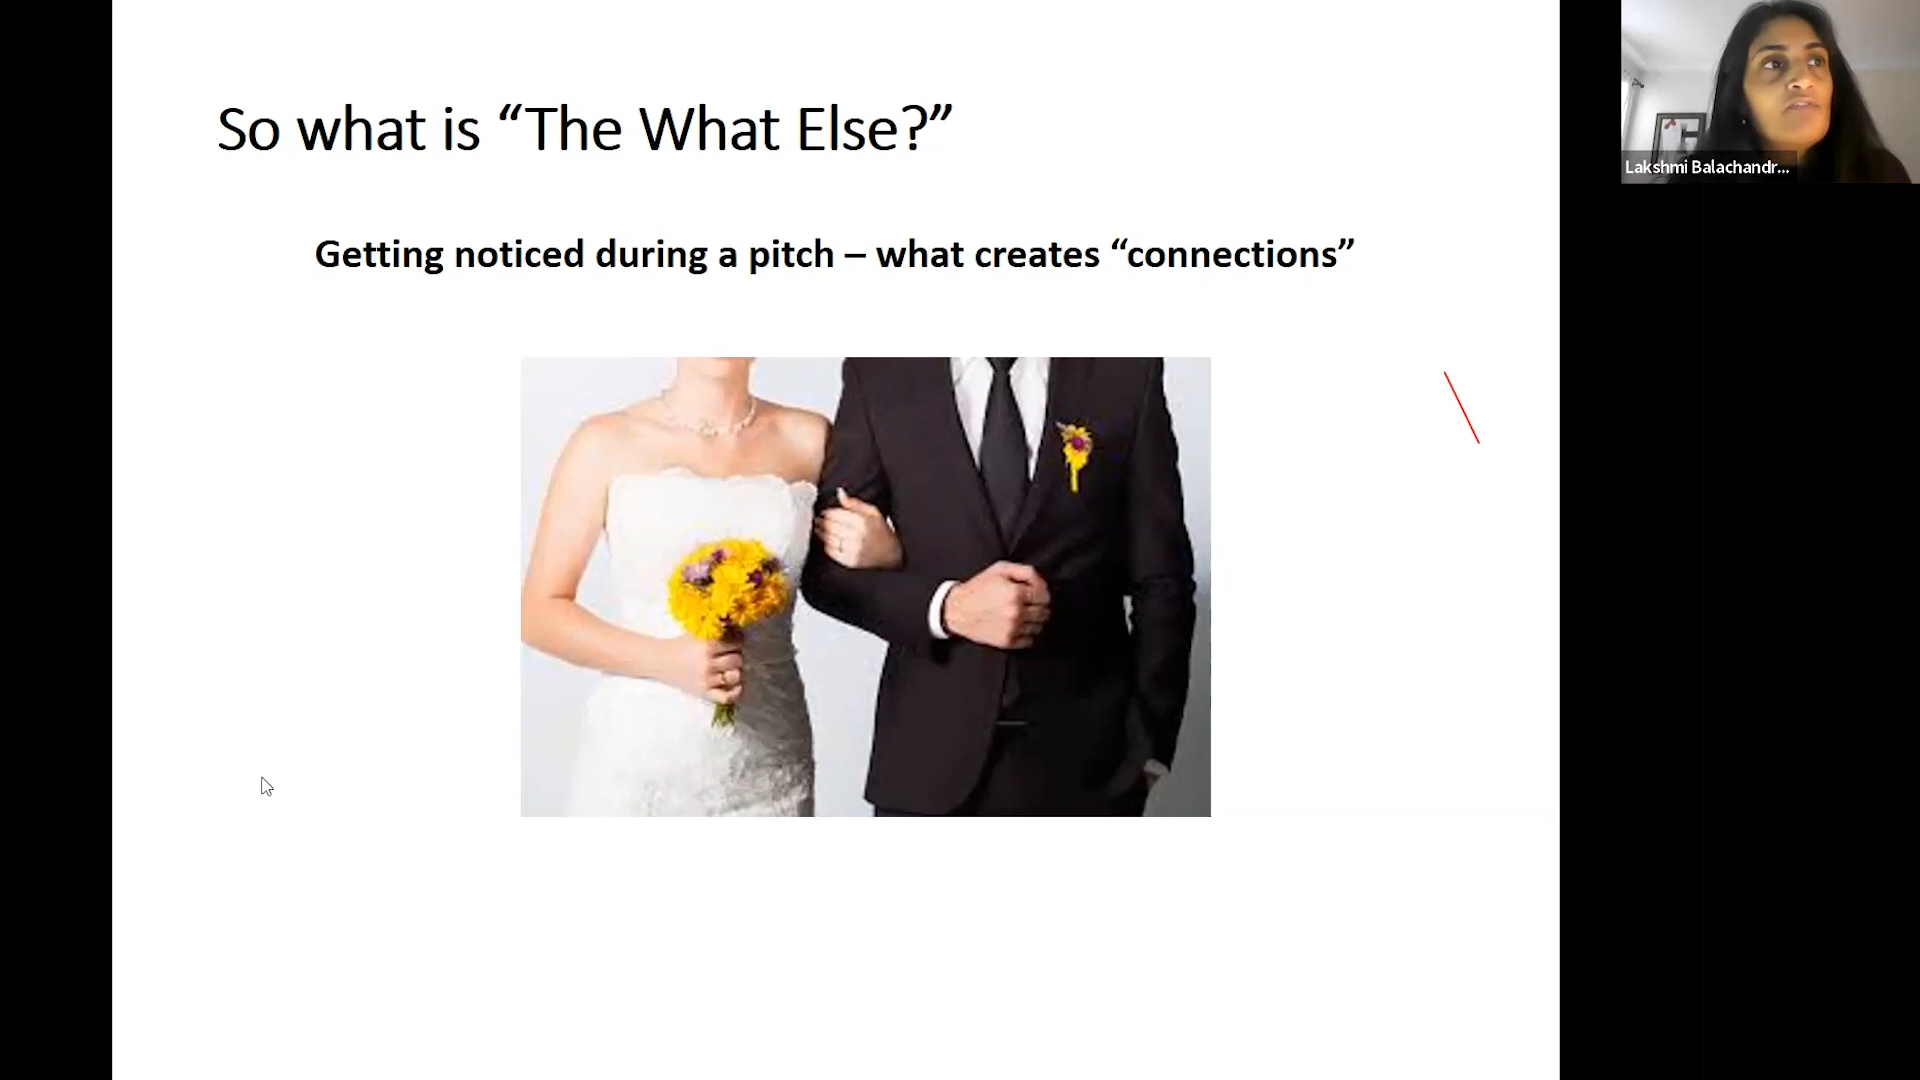 So what is “The What Else?”
Getting noticed during a pitch – what creates “connections”
Lakshmi Balachandr...